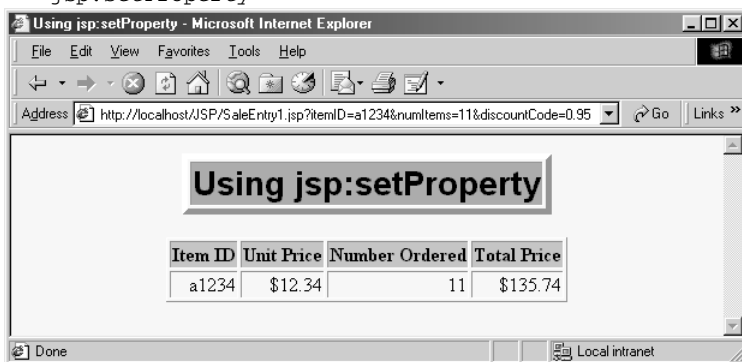 jsp:setProperty
Using jsp:setProperty - Microsoft Internet Explorer
File Edit View Favorites Tools Help
Address http://localhost/JSP/SaleEntry1.jsp?itemID=a1234&numItems=11&discountCode=0.95 Go Links »
Using jsp:setProperty
Item ID Unit Price Number Ordered Total Price
a1234 $12.34 11 $135.74
Done Local intranet